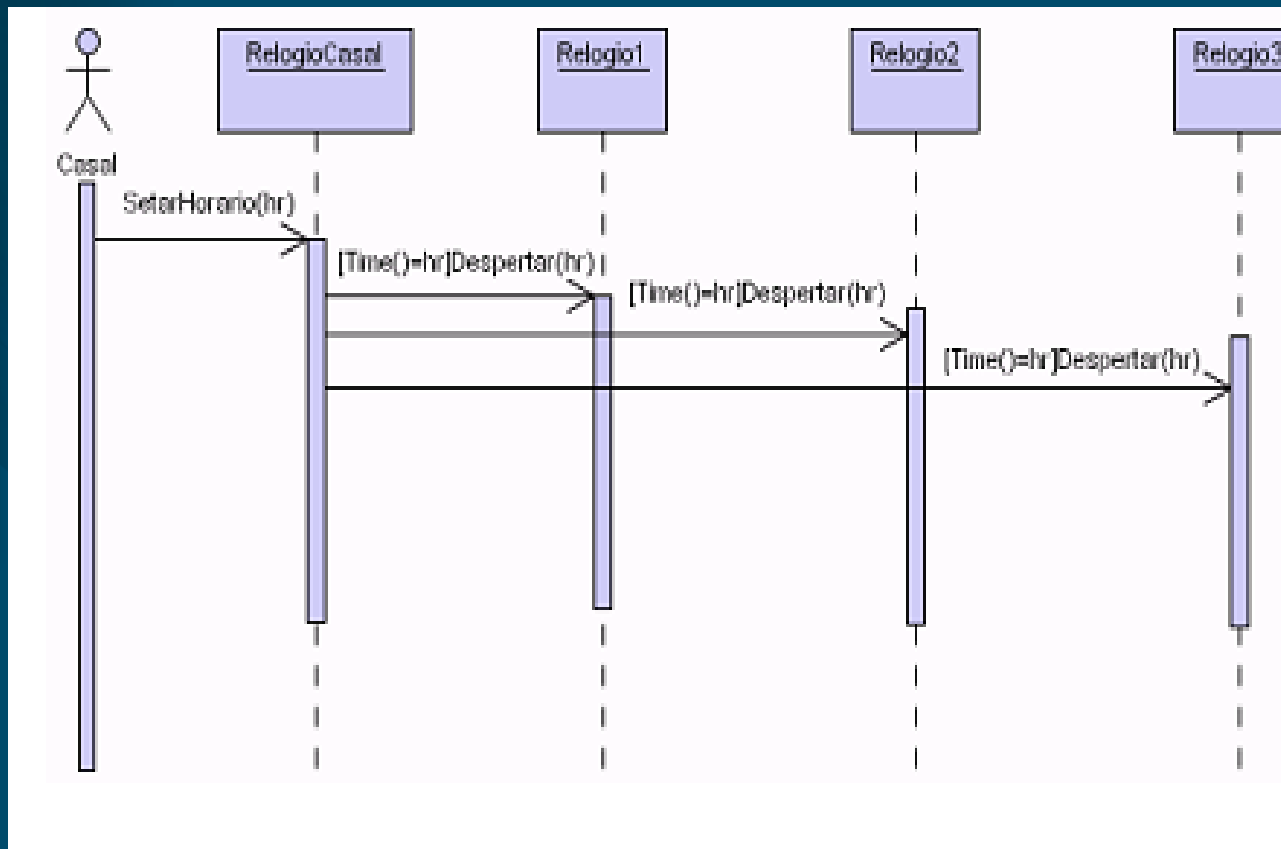 RelogioCasal
Relogio1
Relogio2
Relogio3
Casal
SetarHorario(hr)
[Time()=hr]Despertar(hr)
[Time()=hr]Despertar(hr)
[Time()=hr]Despertar(hr)